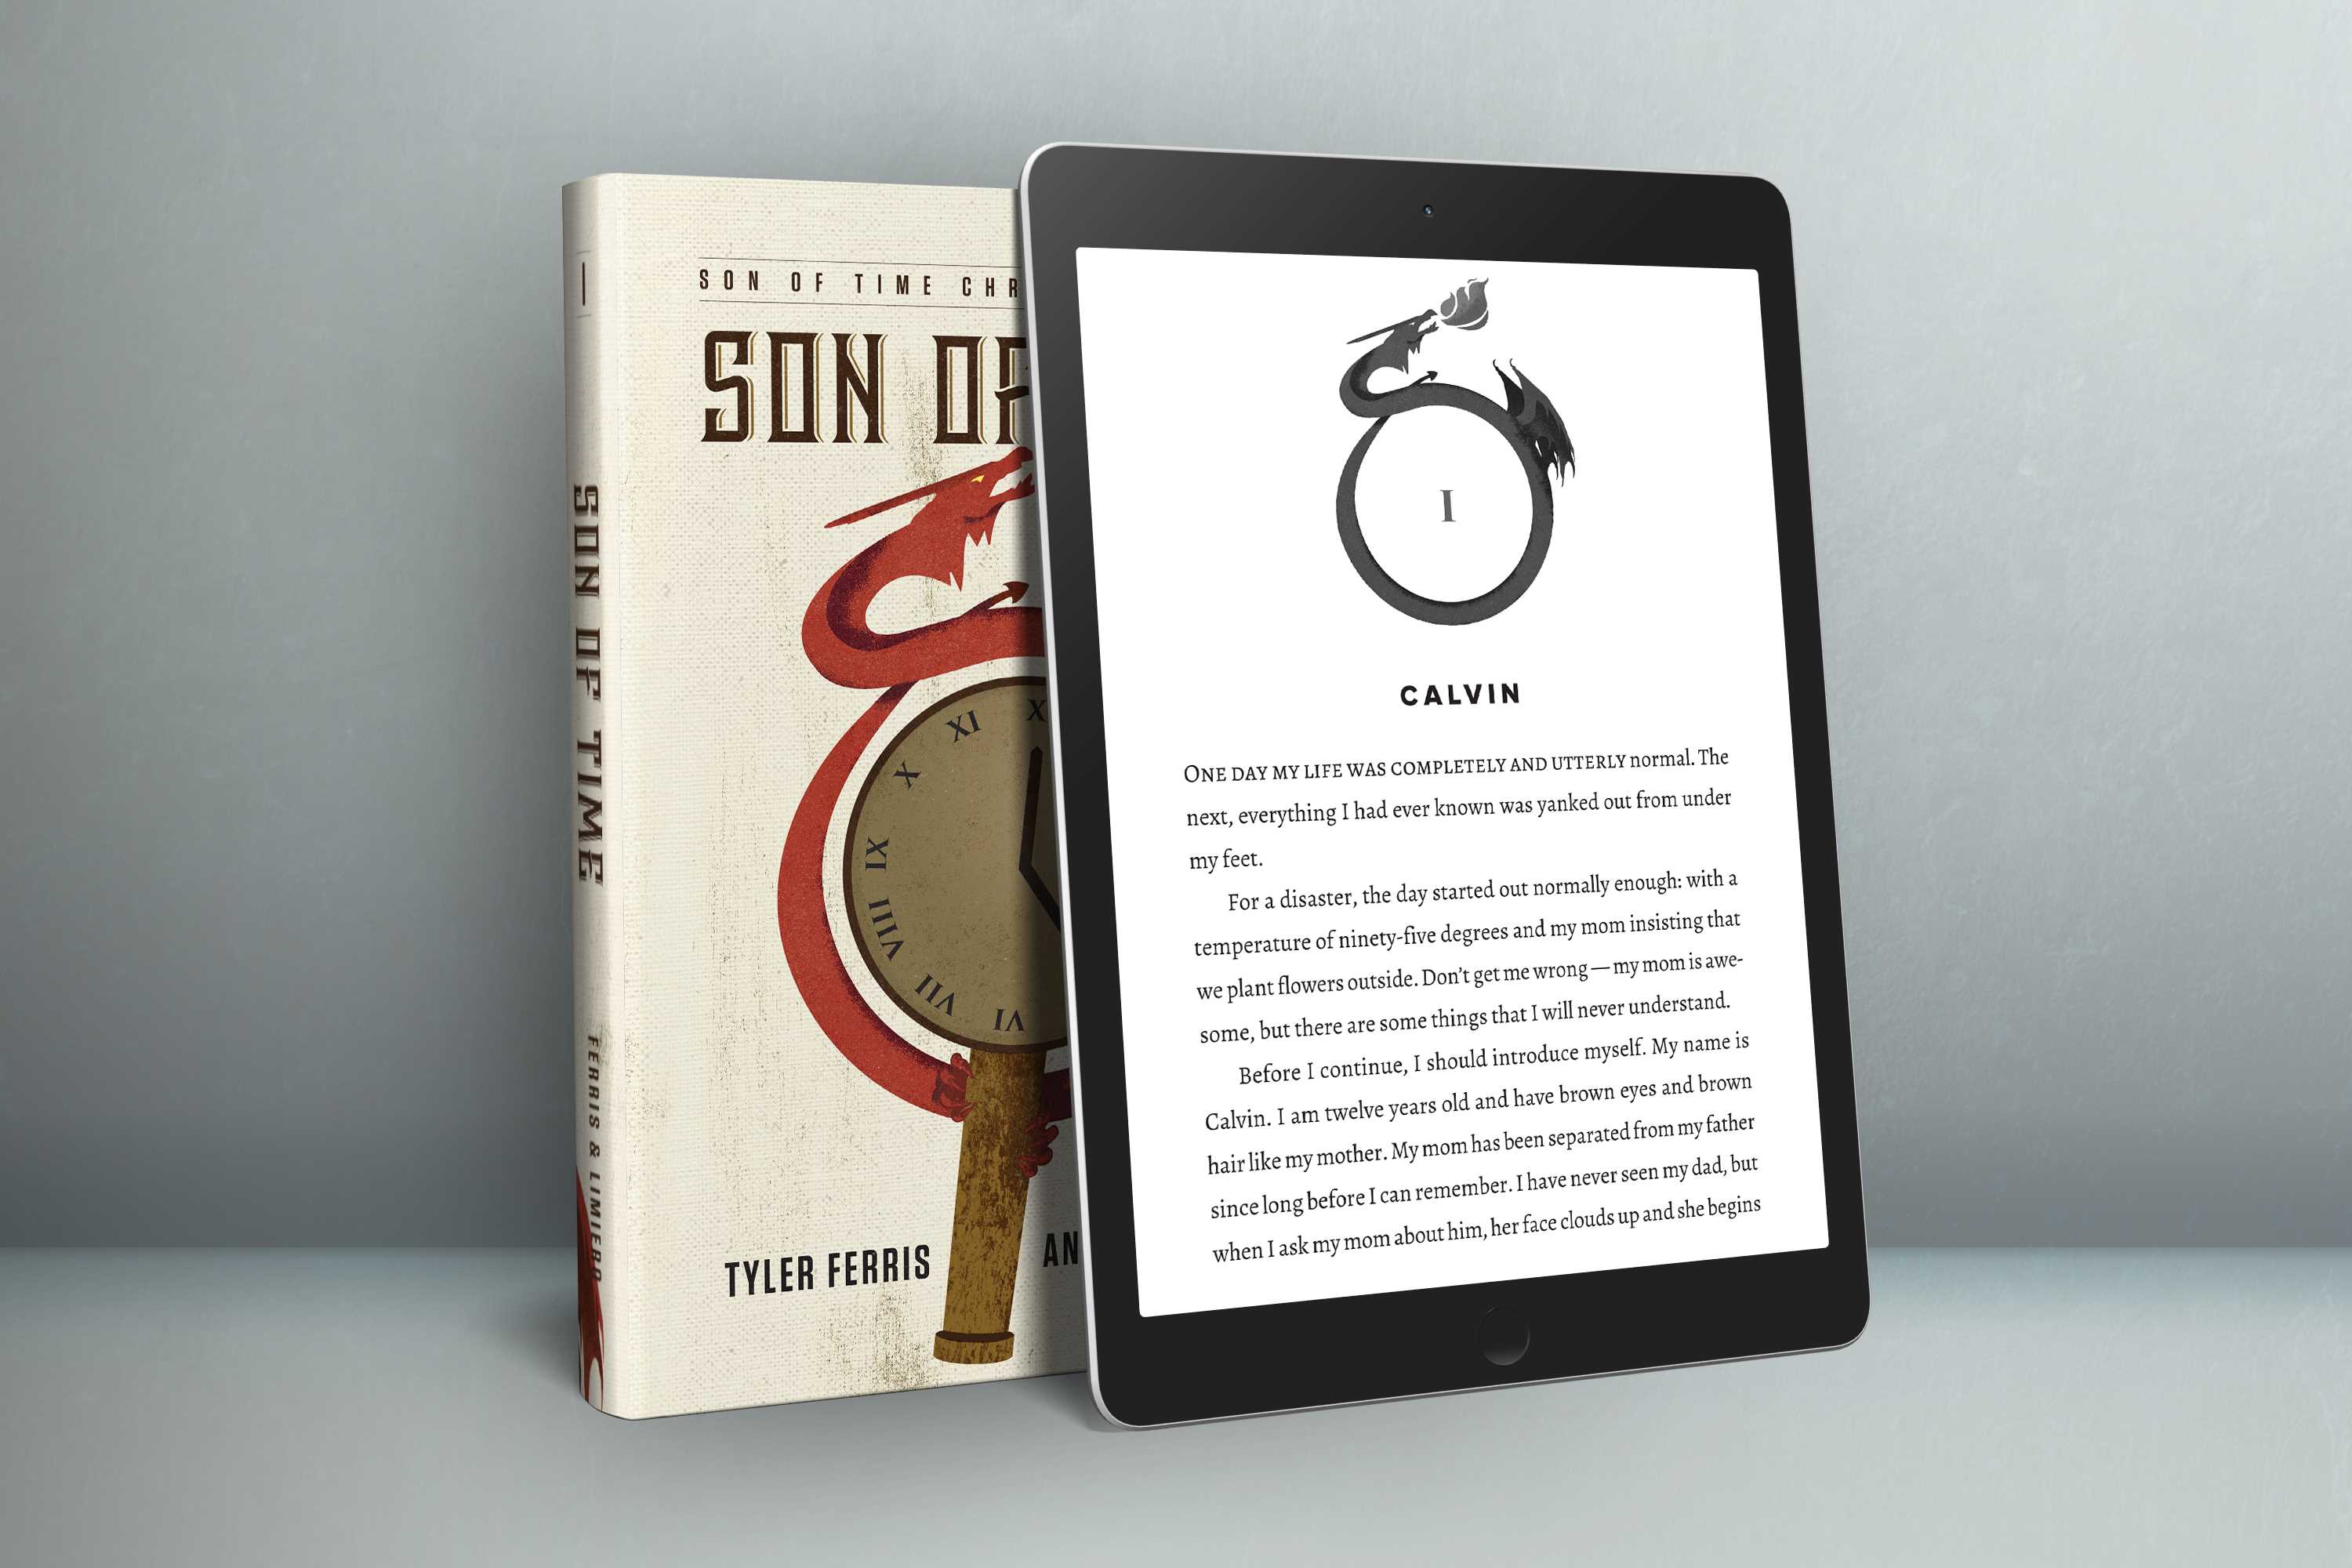 I
SON OF TIME
FERRIS & LIMIERO
SON OF TIME CHR
SON OF
XI
X
X
IX
VIII
VII
VI
TYLER FERRIS
AN
I
CALVIN
ONE DAY MY LIFE WAS COMPLETELY AND UTTERLY normal. The
next, everything I had ever known was yanked out from under
my feet.
For a disaster, the day started out normally enough: with a
temperature of ninety-five degrees and my mom insisting that
we plant flowers outside. Don’t get me wrong — my mom is awe-
some, but there are some things that I will never understand.
Before I continue, I should introduce myself. My name is
Calvin. I am twelve years old and have brown eyes and brown
hair like my mother. My mom has been separated from my father
since long before I can remember. I have never seen my dad, but
when I ask my mom about him, her face clouds up and she begins